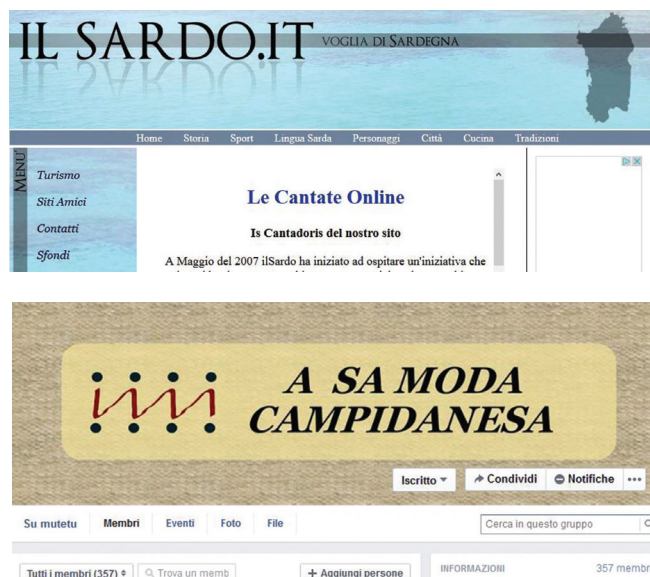 IL SARDO.IT VOGLIA DI SARDEGNA
Home Storia Sport Lingua Sarda Personaggi Città Cucina Tradizioni
MENU'
Turismo
Siti Amici
Contatti
Sfondi
Le Cantate Online
Is Cantadoris del nostro sito
A Maggio del 2007 ilSardo ha iniziato ad ospitare un'iniziativa che
A SA MODA
CAMPIDANESA
Iscritto Condividi Notifiche
Su mutetu Membri Eventi Foto File Cerca in questo gruppo
Tutti i membri (357) Trova un memb + Aggiungi persone INFORMAZIONI 357 membri